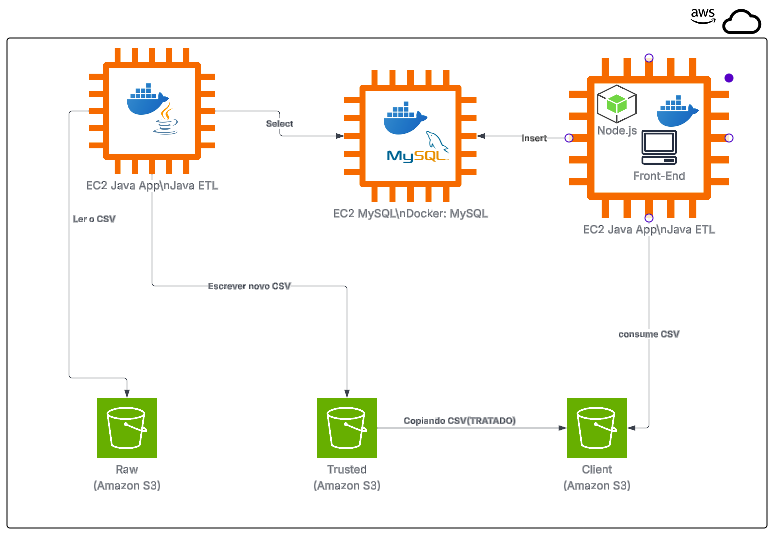 aws
Select
Insert
Node.js
MySQL
Front-End
EC2 Java App\nJava ETL
EC2 MySQL\nDocker: MySQL
EC2 Java App\nJava ETL
Ler o CSV
Escrever novo CSV
consume CSV
Copiando CSV(TRATADO)
Raw
(Amazon S3)
Trusted
(Amazon S3)
Client
(Amazon S3)